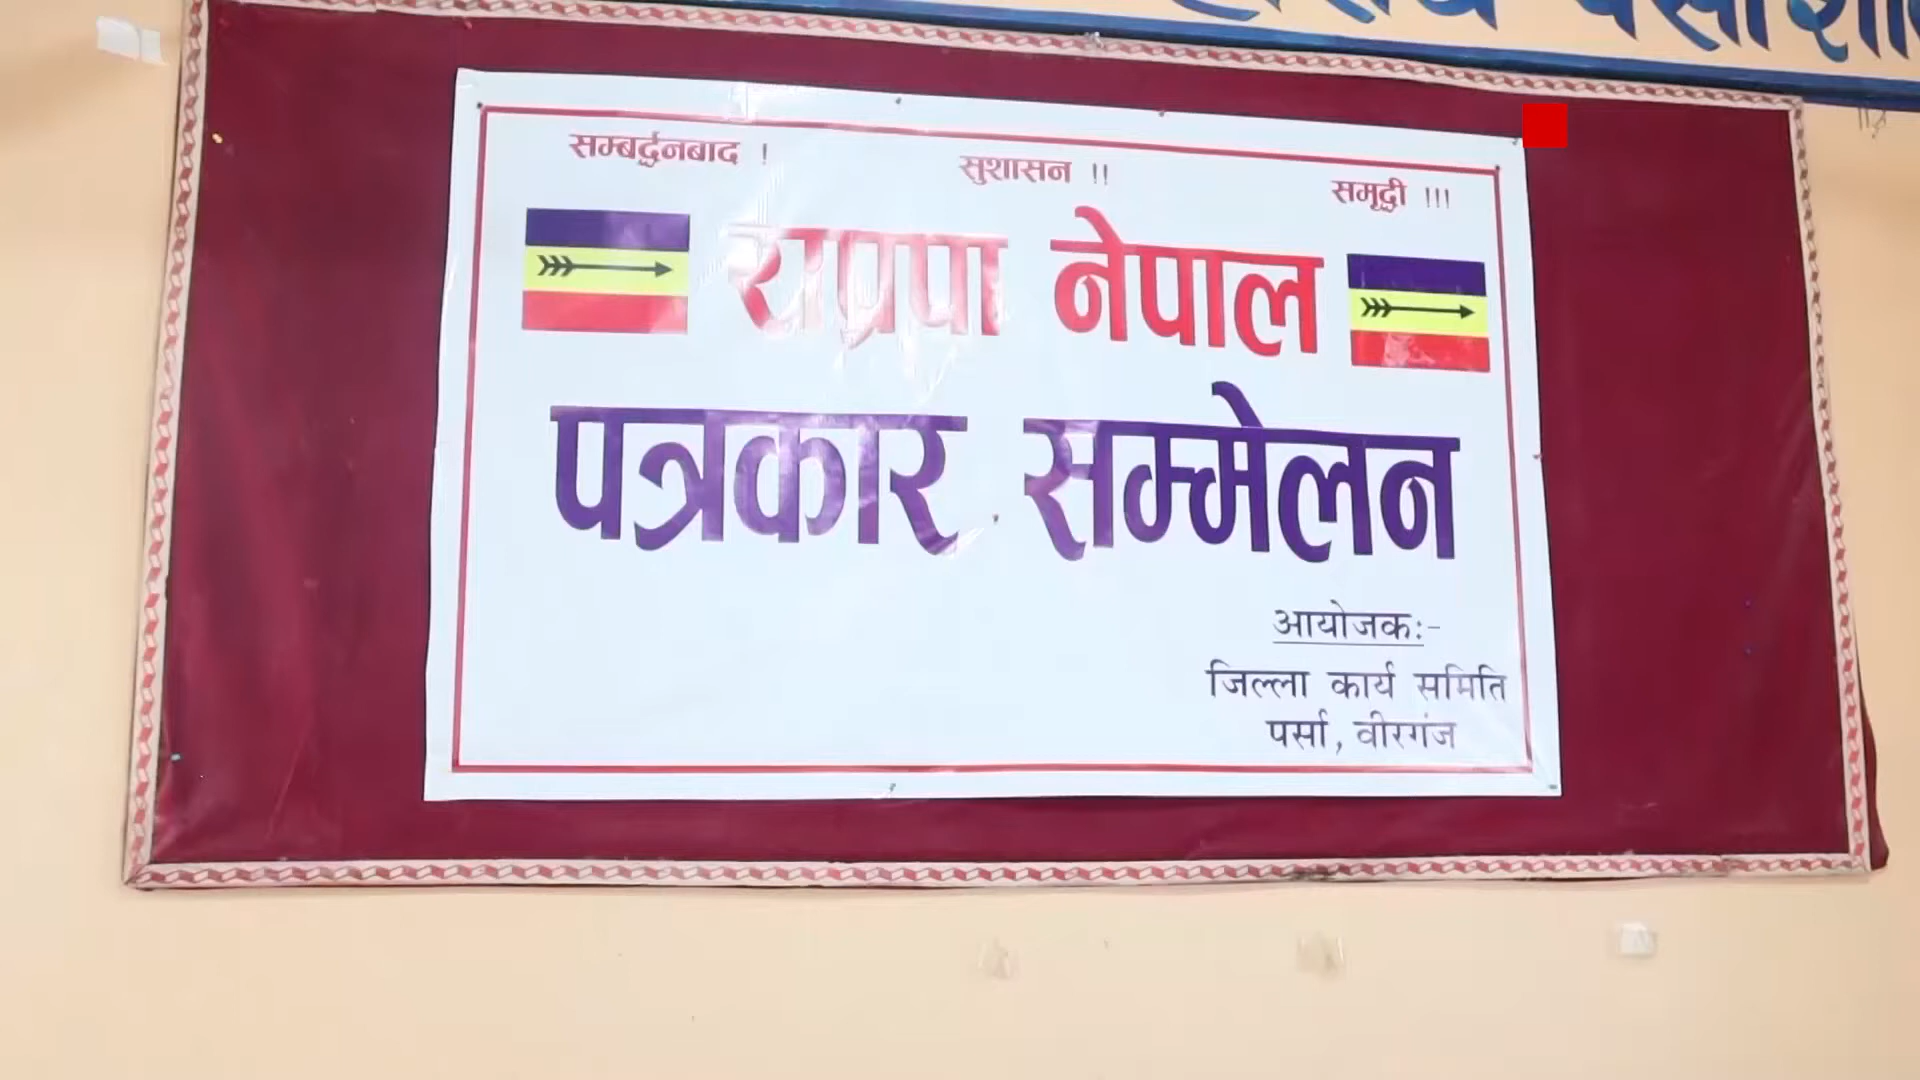 सम्बर्द्धनबाद ! सुशासन !! समृद्धी !!!
राप्रपा नेपाल
पत्रकार सम्मेलन
आयोजकः-
जिल्ला कार्य समिति
पर्सा, वीरगंज